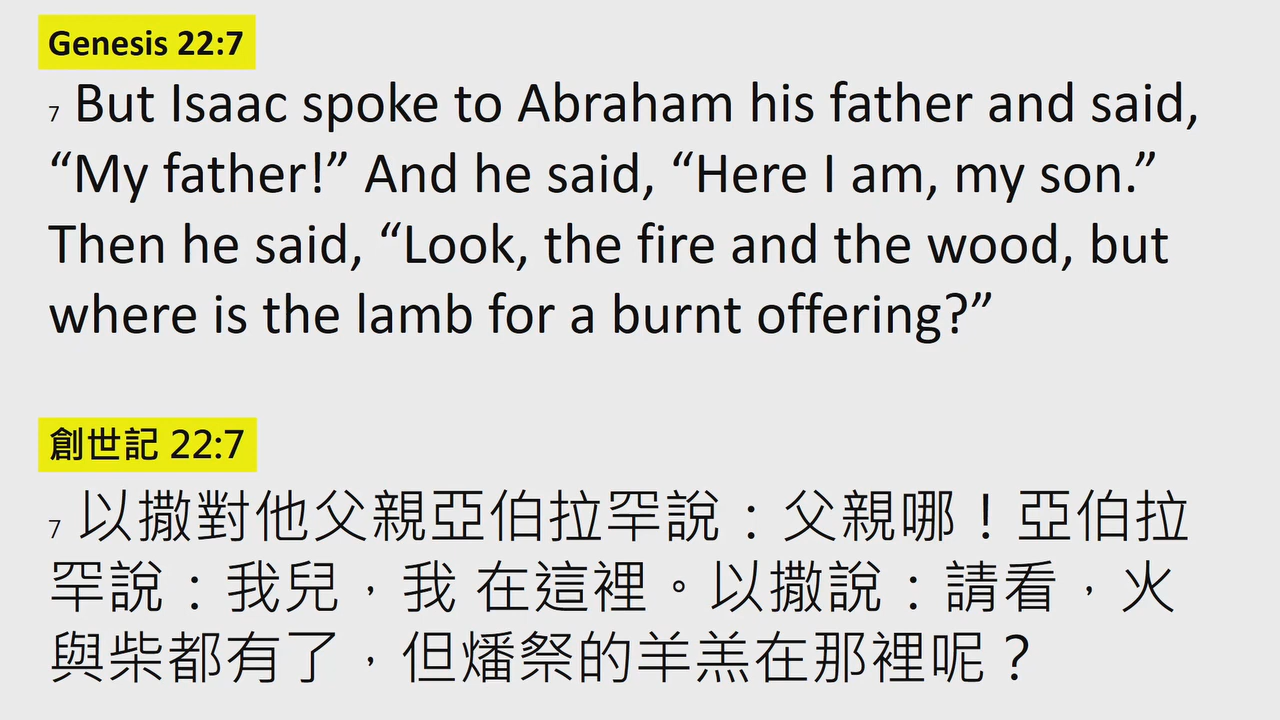 Genesis 22:7
7 But Isaac spoke to Abraham his father and said,
“My father!” And he said, “Here I am, my son.”
Then he said, “Look, the fire and the wood, but
where is the lamb for a burnt offering?”
創世記 22:7
7 以撒對他父親亞伯拉罕說：父親哪！亞伯拉
罕說：我兒，我 在這裡。以撒說：請看，火
與柴都有了，但燔祭的羊羔在那裡呢？